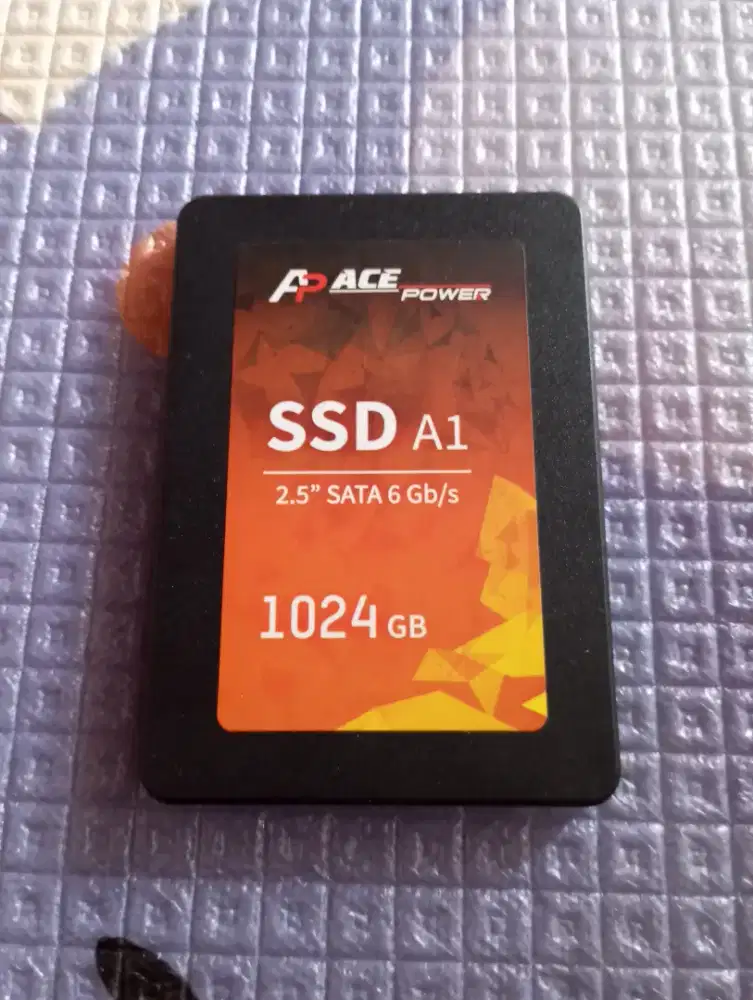 AP ACE POWER
SSD A1
2.5” SATA 6 Gb/s
1024 GB